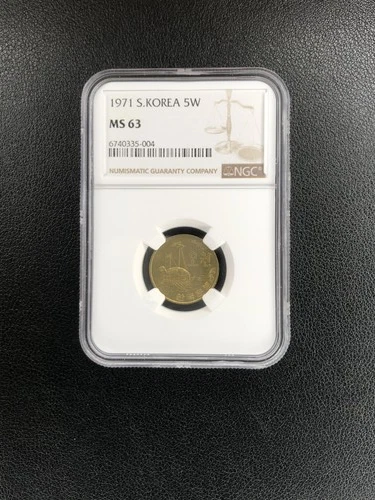 1971 S.KOREA 5W
MS 63
6740335-004
NUMISMATIC GUARANTY COMPANY
NGC